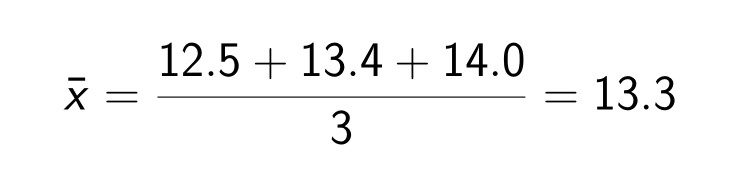 x̄ = (12.5 + 13.4 + 14.0) / 3 = 13.3